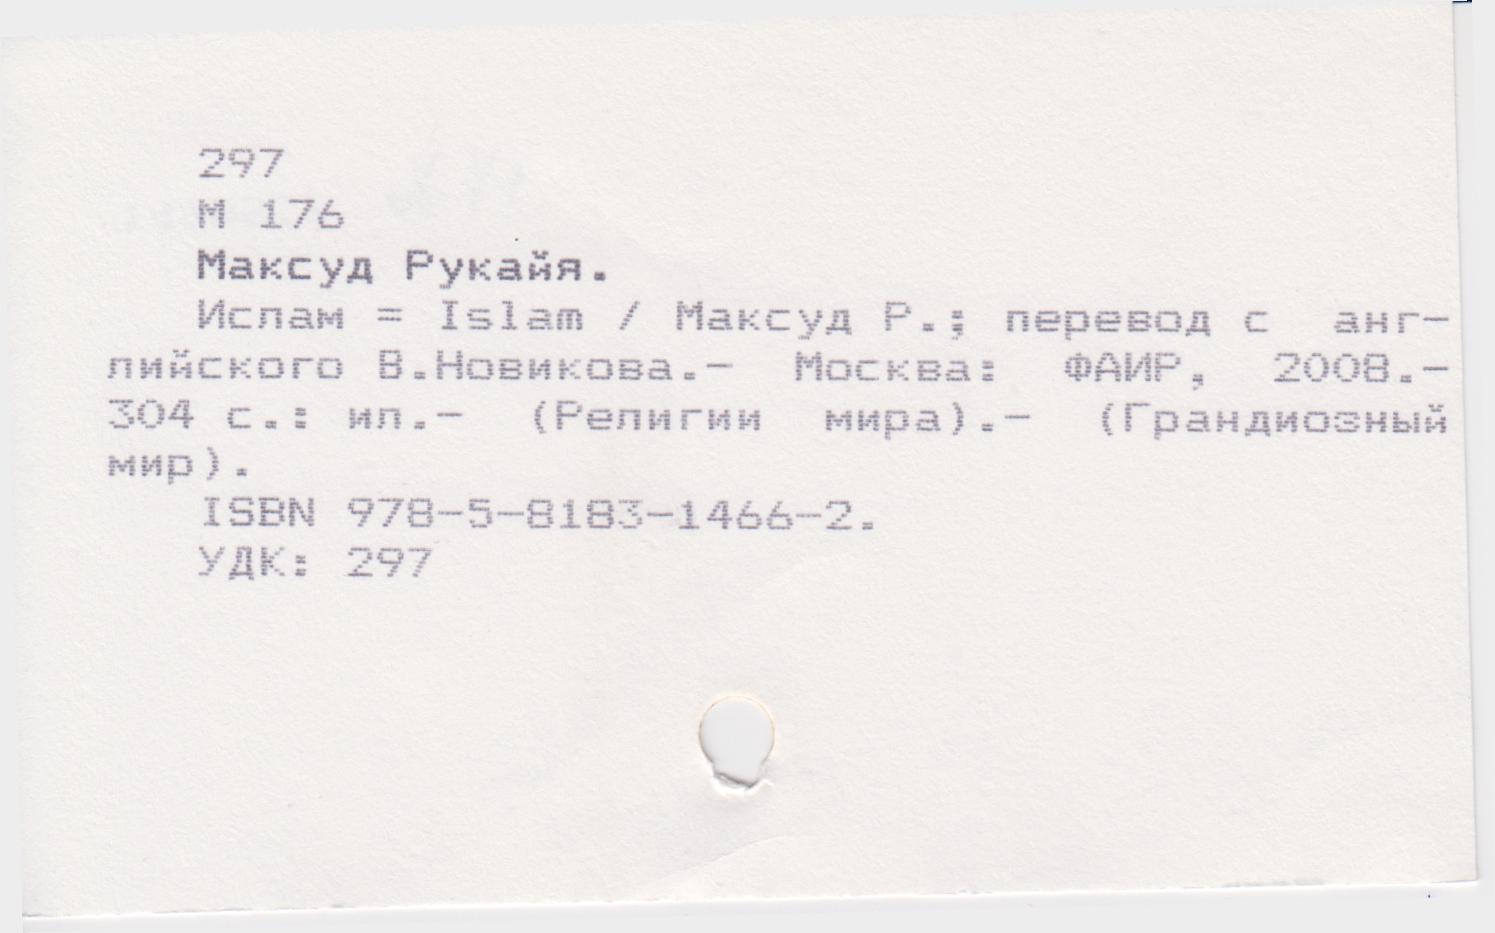 297
М 176
Максуд Рукайя.
Ислам = Islam / Максуд Р.; перевод с анг-
лийского В.Новикова.- Москва: ФАИР, 2008.-
304 с.: ил.- (Религии мира).- (Грандиозный
мир).
ISBN 978-5-8183-1466-2.
УДК: 297